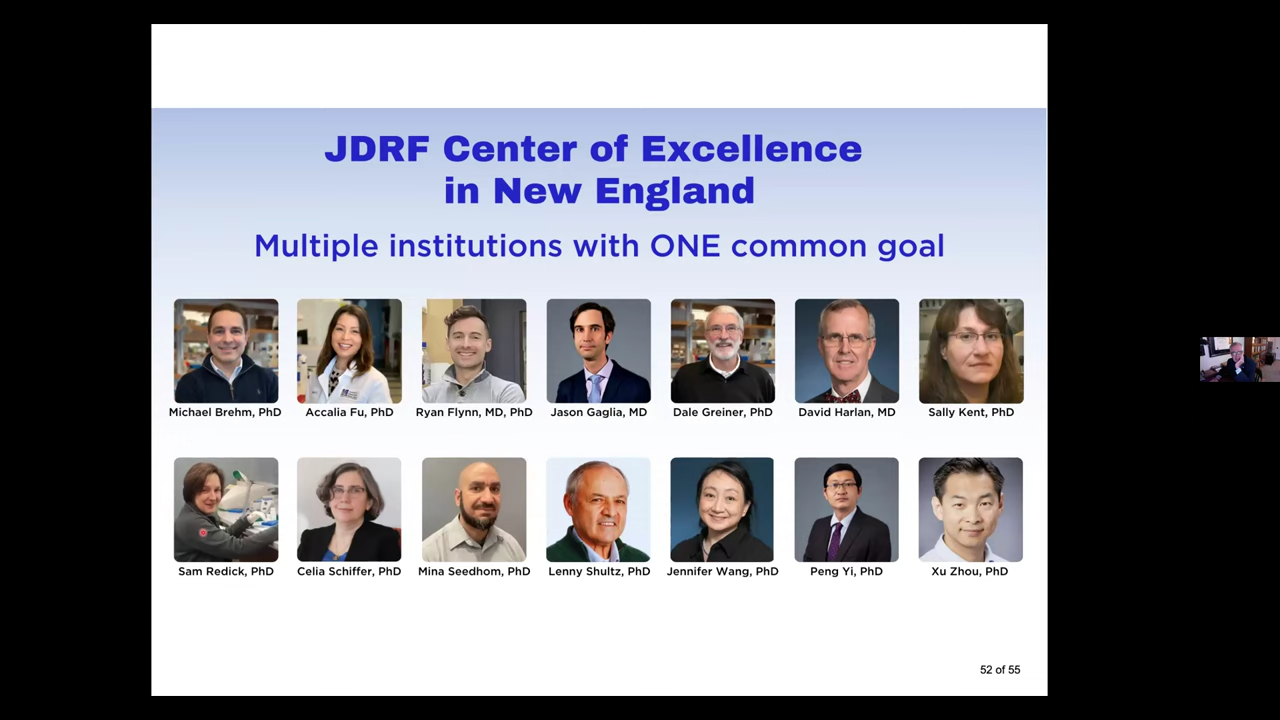 JDRF Center of Excellence
in New England
Multiple institutions with ONE common goal
Michael Brehm, PhD
Accalia Fu, PhD
Ryan Flynn, MD, PhD
Jason Gaglia, MD
Dale Greiner, PhD
David Harlan, MD
Sally Kent, PhD
Sam Redick, PhD
Celia Schiffer, PhD
Mina Seedhom, PhD
Lenny Shultz, PhD
Jennifer Wang, PhD
Peng Yi, PhD
Xu Zhou, PhD
52 of 55